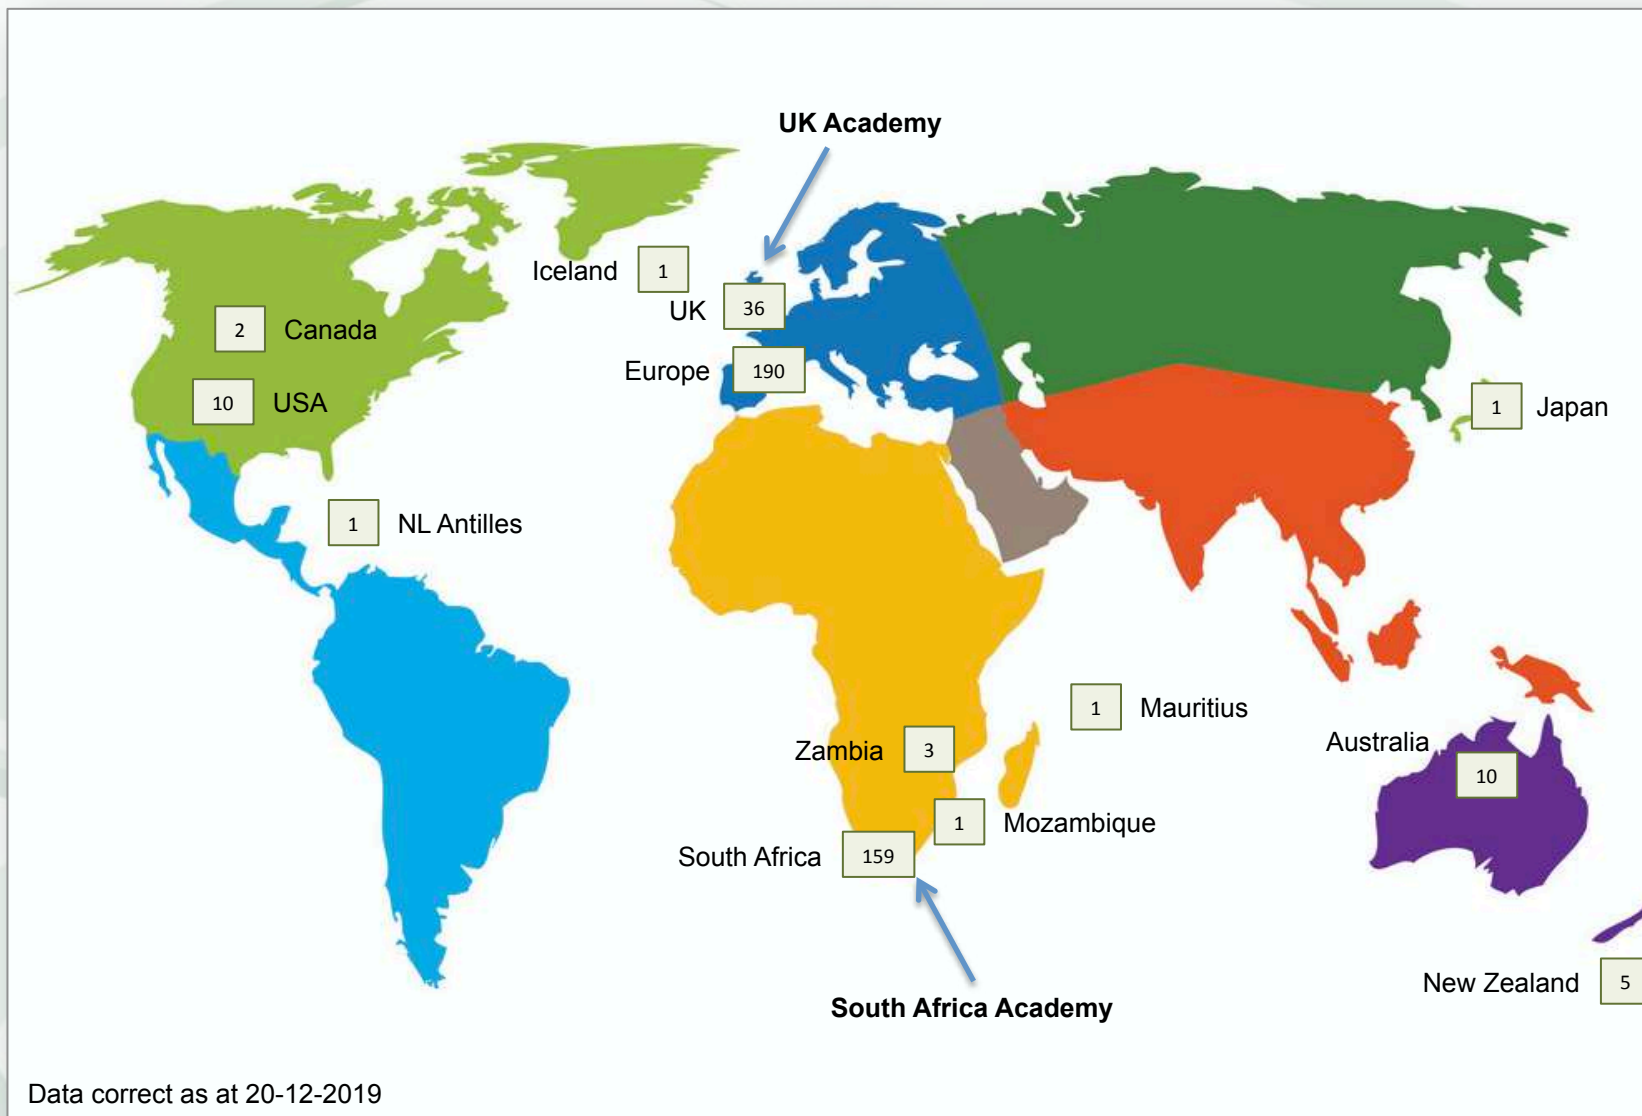 UK Academy
Iceland 1
UK 36
2 Canada
Europe 190
10 USA
1 Japan
1 NL Antilles
1 Mauritius
Zambia 3
Australia
10
1 Mozambique
South Africa 159
New Zealand 5
South Africa Academy
Data correct as at 20-12-2019